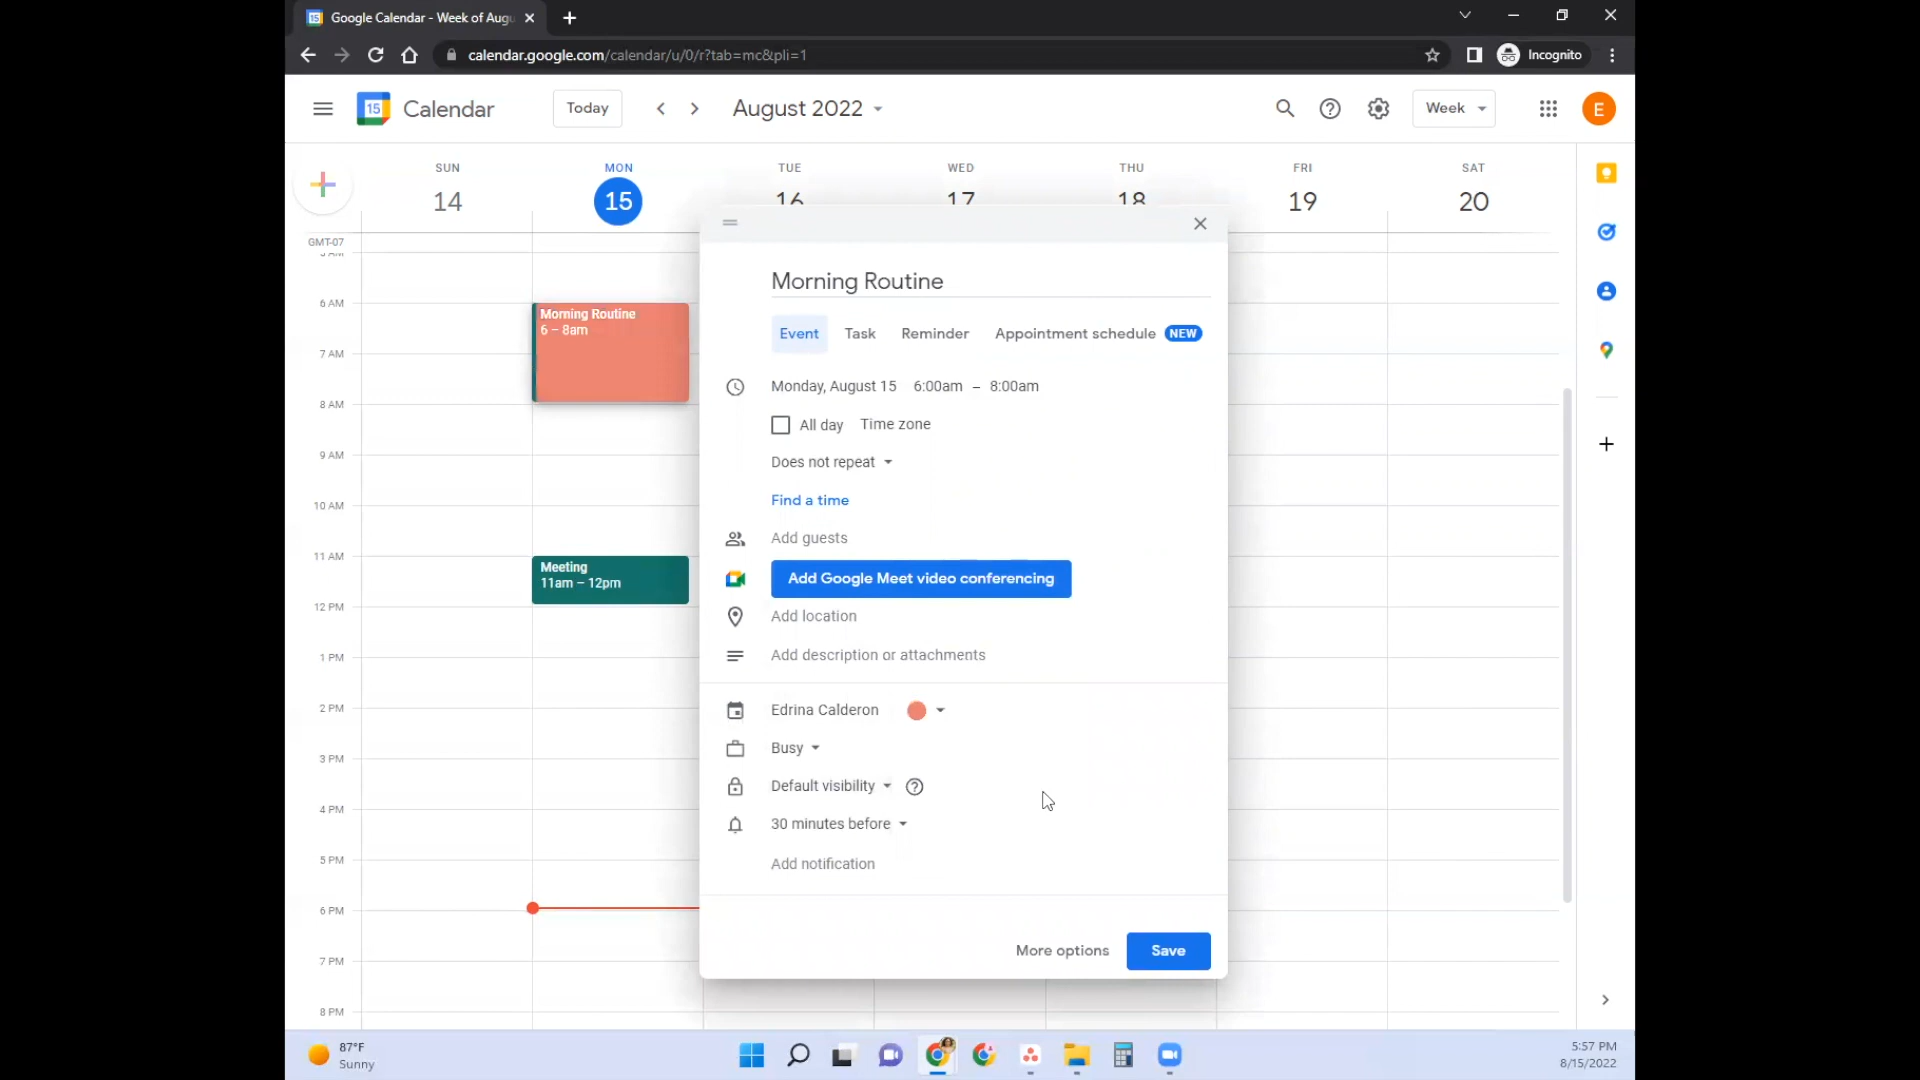 Google Calendar - Week of Augu
calendar.google.com/calendar/u/0/r?tab=mc&pli=1
Incognito
15
Calendar
Today
August 2022
Week
E
SUN MON TUE WED THU FRI SAT
14 15 16 17 18 19 20
GMT-07
5 AM
6 AM
7 AM
8 AM
9 AM
10 AM
11 AM
12 PM
1 PM
2 PM
3 PM
4 PM
5 PM
6 PM
7 PM
8 PM
Morning Routine
6 – 8am
Meeting
11am – 12pm
Morning Routine
Event Task Reminder Appointment schedule NEW
Monday, August 15 6:00am – 8:00am
All day Time zone
Does not repeat
Find a time
Add guests
Add Google Meet video conferencing
Add location
Add description or attachments
Edrina Calderon
Busy
Default visibility
30 minutes before
Add notification
More options Save
87°F
Sunny
5:57 PM
8/15/2022